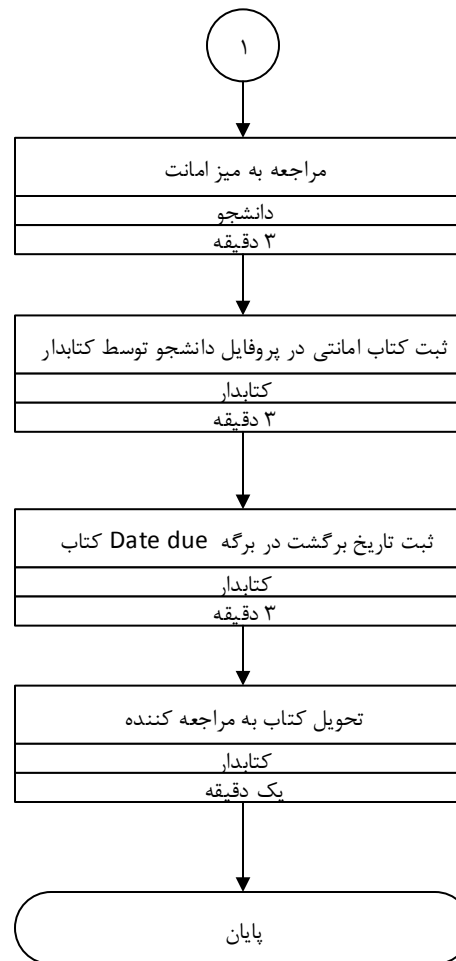 ۱
مراجعه به میز امانت
دانشجو
۳ دقیقه
ثبت کتاب امانتی در پروفایل دانشجو توسط کتابدار
کتابدار
۳ دقیقه
ثبت تاریخ برگشت در برگه Date due کتاب
کتابدار
۳ دقیقه
تحویل کتاب به مراجعه کننده
کتابدار
یک دقیقه
پایان